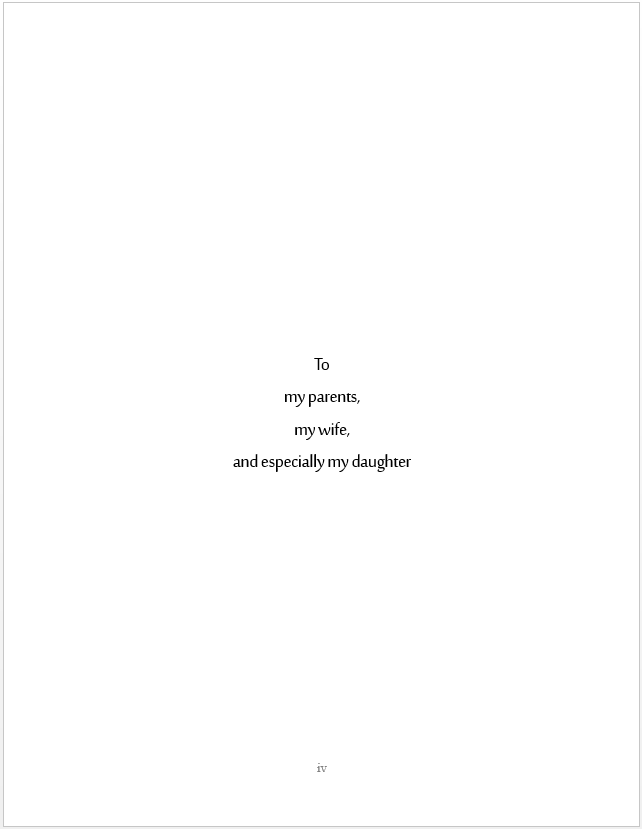 To
my parents,
my wife,
and especially my daughter
iv